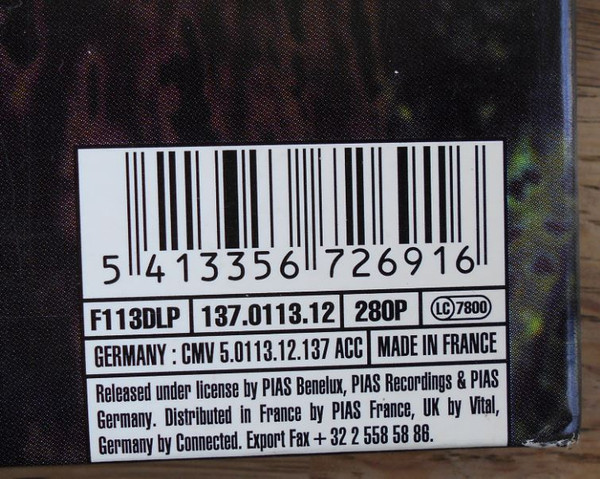 5 413356 726916
F113DLP 137.0113.12 280P LC 7800
GERMANY : CMV 5.0113.12.137 ACC MADE IN FRANCE
Released under license by PIAS Benelux, PIAS Recordings & PIAS
Germany. Distributed in France by PIAS France, UK by Vital,
Germany by Connected. Export Fax + 32 2 558 58 86.